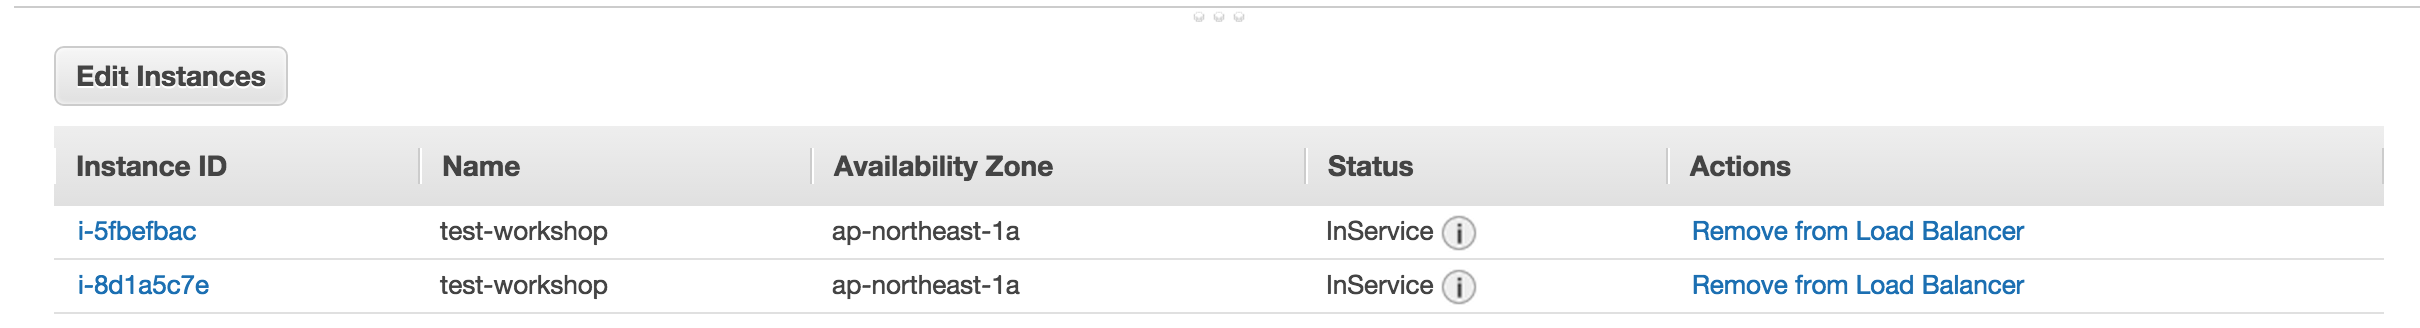 Edit Instances
Instance ID Name Availability Zone Status Actions
i-5fbefbac test-workshop ap-northeast-1a InService i Remove from Load Balancer
i-8d1a5c7e test-workshop ap-northeast-1a InService i Remove from Load Balancer